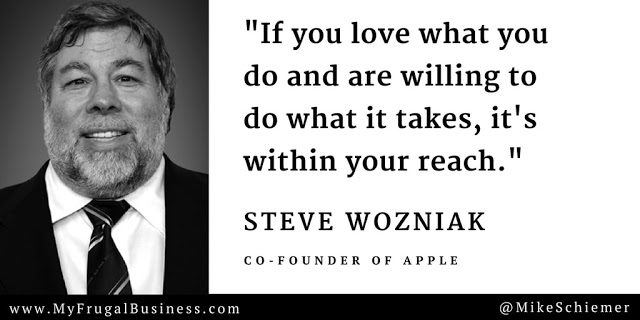 "If you love what you
do and are willing to
do what it takes, it's
within your reach."
STEVE WOZNIAK
CO-FOUNDER OF APPLE
www.MyFrugalBusiness.com
@MikeSchiemer